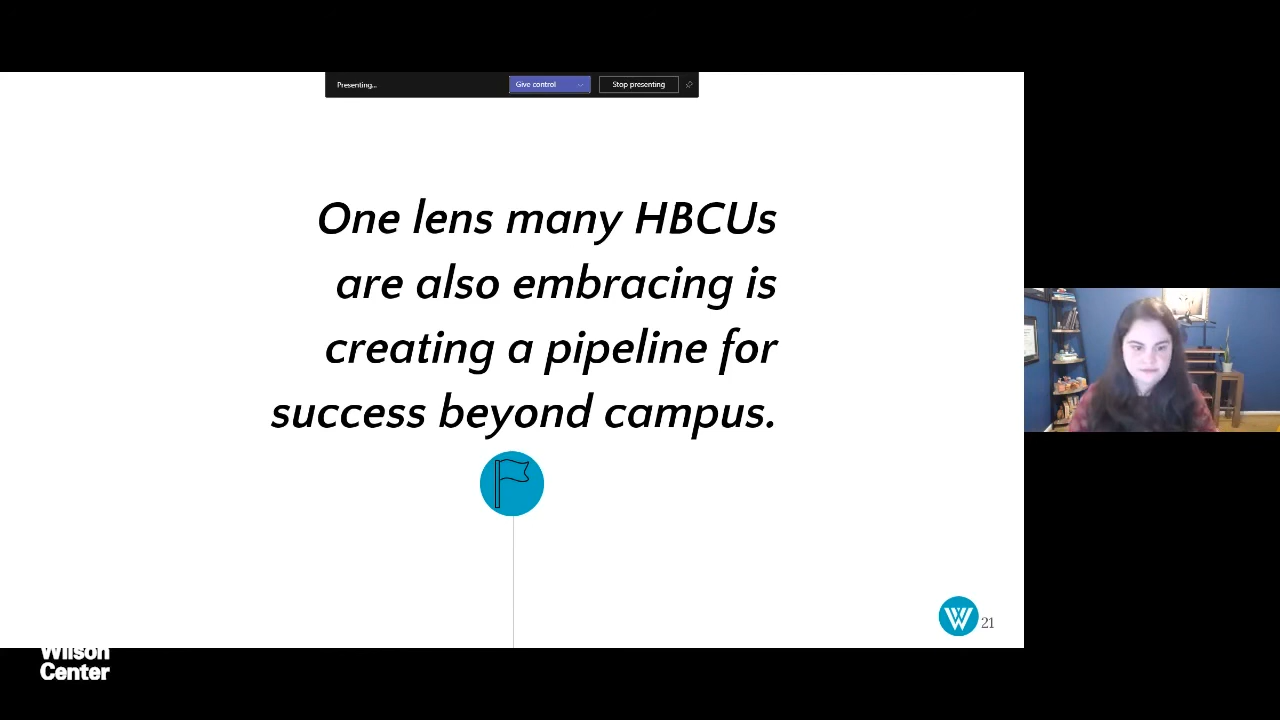 Presenting...
Give control
Stop presenting
One lens many HBCUs
are also embracing is
creating a pipeline for
success beyond campus.
W
21
Wilson
Center